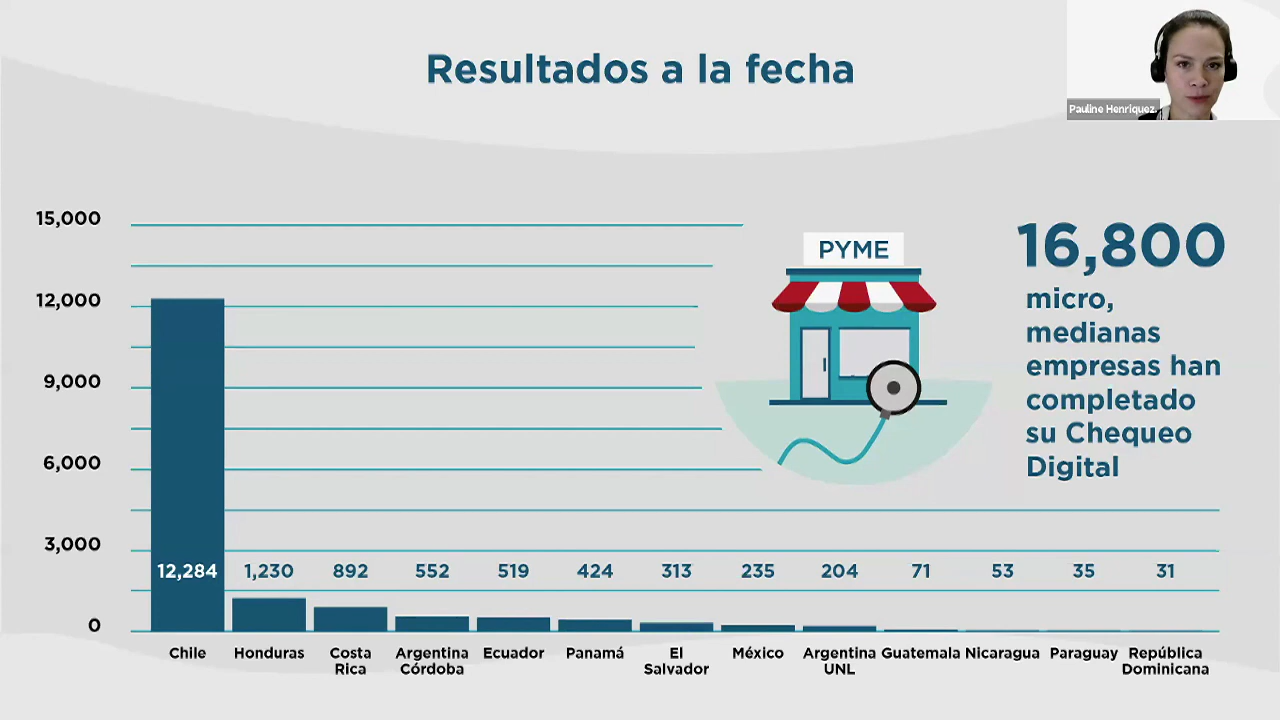 Resultados a la fecha
Pauline Henriquez.
15,000
12,000
9,000
6,000
3,000
0
PYME
16,800
micro,
medianas
empresas han
completado
su Chequeo
Digital
12,284 1,230 892 552 519 424 313 235 204 71 53 35 31
Chile Honduras Costa Argentina Ecuador Panamá El México Argentina Guatemala Nicaragua Paraguay República
Rica Córdoba Salvador UNL Dominicana